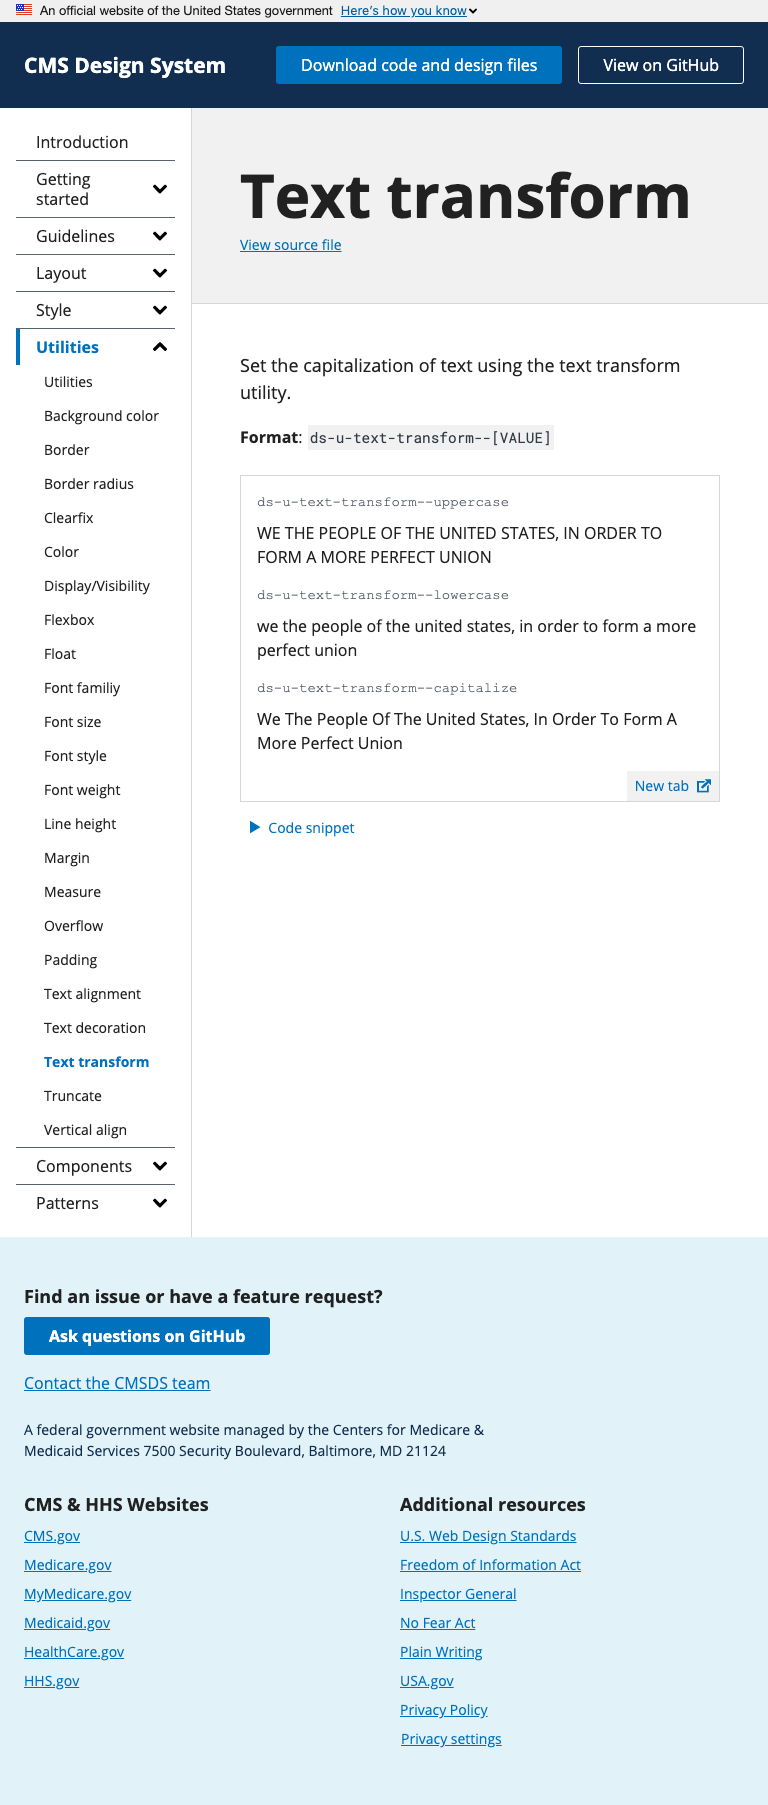 An official website of the United States government Here's how you know
CMS Design System
Download code and design files
View on GitHub
Introduction
Getting
started
Guidelines
Layout
Style
Utilities
Utilities
Background color
Border
Border radius
Clearfix
Color
Display/Visibility
Flexbox
Float
Font familiy
Font size
Font style
Font weight
Line height
Margin
Measure
Overflow
Padding
Text alignment
Text decoration
Text transform
Truncate
Vertical align
Components
Patterns
Text transform
View source file
Set the capitalization of text using the text transform
utility.
Format: ds-u-text-transform--[VALUE]
ds-u-text-transform--uppercase
WE THE PEOPLE OF THE UNITED STATES, IN ORDER TO
FORM A MORE PERFECT UNION
ds-u-text-transform--lowercase
we the people of the united states, in order to form a more
perfect union
ds-u-text-transform--capitalize
We The People Of The United States, In Order To Form A
More Perfect Union
New tab
Code snippet
Find an issue or have a feature request?
Ask questions on GitHub
Contact the CMSDS team
A federal government website managed by the Centers for Medicare &
Medicaid Services 7500 Security Boulevard, Baltimore, MD 21124
CMS & HHS Websites
CMS.gov
Medicare.gov
MyMedicare.gov
Medicaid.gov
HealthCare.gov
HHS.gov
Additional resources
U.S. Web Design Standards
Freedom of Information Act
Inspector General
No Fear Act
Plain Writing
USA.gov
Privacy Policy
Privacy settings